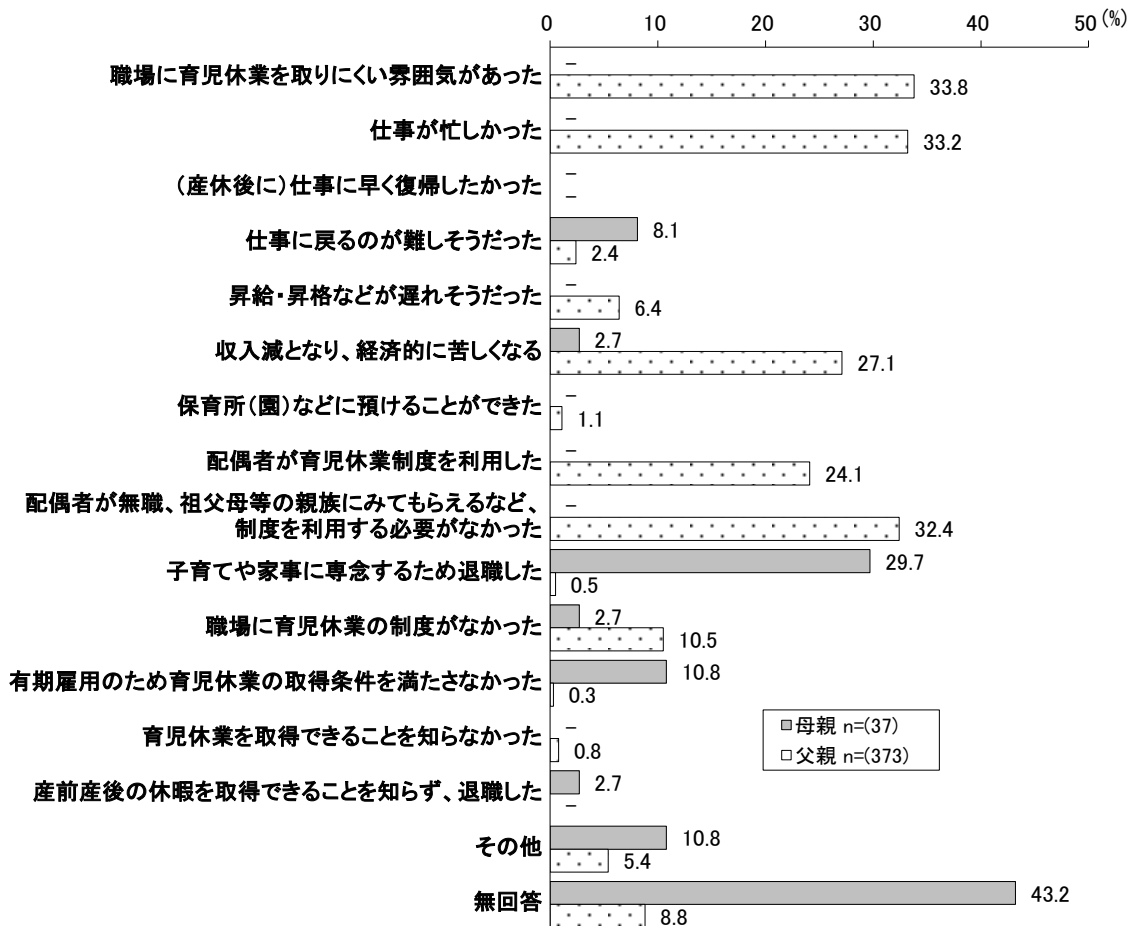 0 10 20 30 40 50 (%)
職場に育児休業を取りにくい雰囲気があった
－
33.8
仕事が忙しかった
－
33.2
(産休後に)仕事に早く復帰したかった
－
－
仕事に戻るのが難しそうだった
8.1
2.4
昇給・昇格などが遅れそうだった
－
6.4
収入減となり、経済的に苦しくなる
2.7
27.1
保育所(園)などに預けることができた
－
1.1
配偶者が育児休業制度を利用した
－
24.1
配偶者が無職、祖父母等の親族にみてもらえるなど、
制度を利用する必要がなかった
－
32.4
子育てや家事に専念するため退職した
29.7
0.5
職場に育児休業の制度がなかった
2.7
10.5
有期雇用のため育児休業の取得条件を満たさなかった
10.8
0.3
育児休業を取得できることを知らなかった
－
0.8
産前産後の休暇を取得できることを知らず、退職した
2.7
－
その他
10.8
5.4
無回答
43.2
8.8
母親 n=(37)
父親 n=(373)